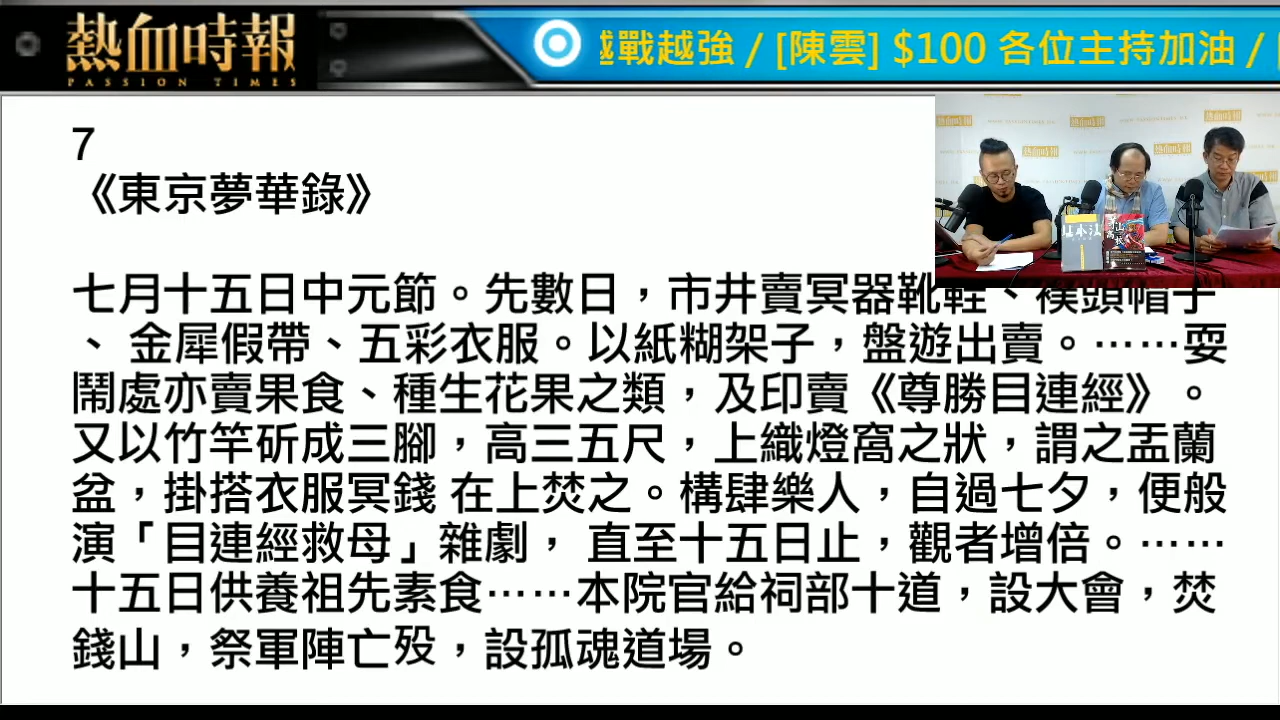 熱血時報
PASSION TIMES
越戰越強 / [陳雲] $100 各位主持加油 /
7
《東京夢華錄》
七月十五日中元節。先數日，市井賣冥器靴鞋、襆頭帽子
、 金犀假帶、五彩衣服。以紙糊架子，盤遊出賣。⋯⋯耍
鬧處亦賣果食、種生花果之類，及印賣《尊勝目連經》。
又以竹竿斫成三腳，高三五尺，上織燈窩之狀，謂之盂蘭
盆，掛搭衣服冥錢 在上焚之。構肆樂人，自過七夕，便般
演「目連經救母」雜劇， 直至十五日止，觀者增倍。⋯⋯
十五日供養祖先素食⋯⋯本院官給祠部十道，設大會，焚
錢山，祭軍陣亡歿，設孤魂道場。